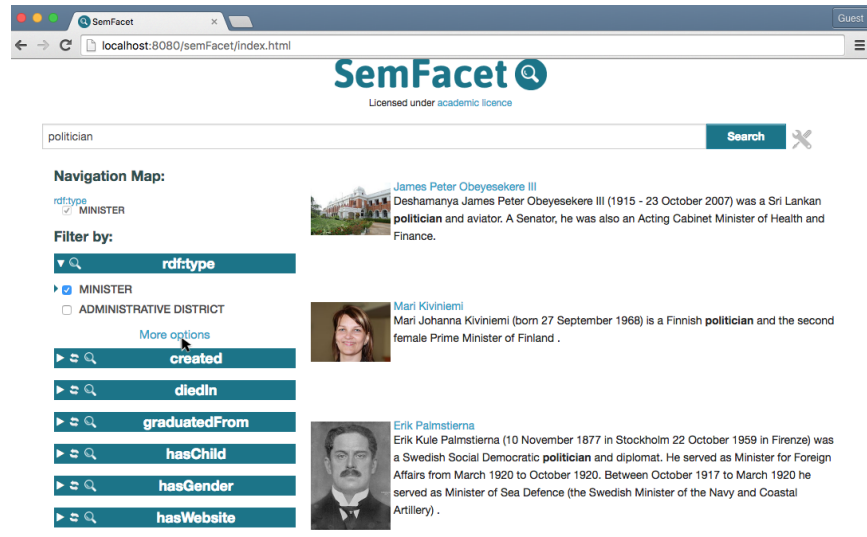 SemFacet
Guest
localhost:8080/semFacet/index.html
SemFacet
Licensed under academic licence
politician
Search
Navigation Map:
rdf:type
MINISTER
Filter by:
rdf:type
MINISTER
ADMINISTRATIVE DISTRICT
More options
created
diedIn
graduatedFrom
hasChild
hasGender
hasWebsite
James Peter Obeyesekere III
Deshamanya James Peter Obeyesekere III (1915 - 23 October 2007) was a Sri Lankan
politician and aviator. A Senator, he was also an Acting Cabinet Minister of Health and
Finance.
Mari Kiviniemi
Mari Johanna Kiviniemi (born 27 September 1968) is a Finnish politician and the second
female Prime Minister of Finland .
Erik Palmstierna
Erik Kule Palmstierna (10 November 1877 in Stockholm 22 October 1959 in Firenze) was
a Swedish Social Democratic politician and diplomat. He served as Minister for Foreign
Affairs from March 1920 to October 1920. Between October 1917 to March 1920 he
served as Minister of Sea Defence (the Swedish Minister of the Navy and Coastal
Artillery) .